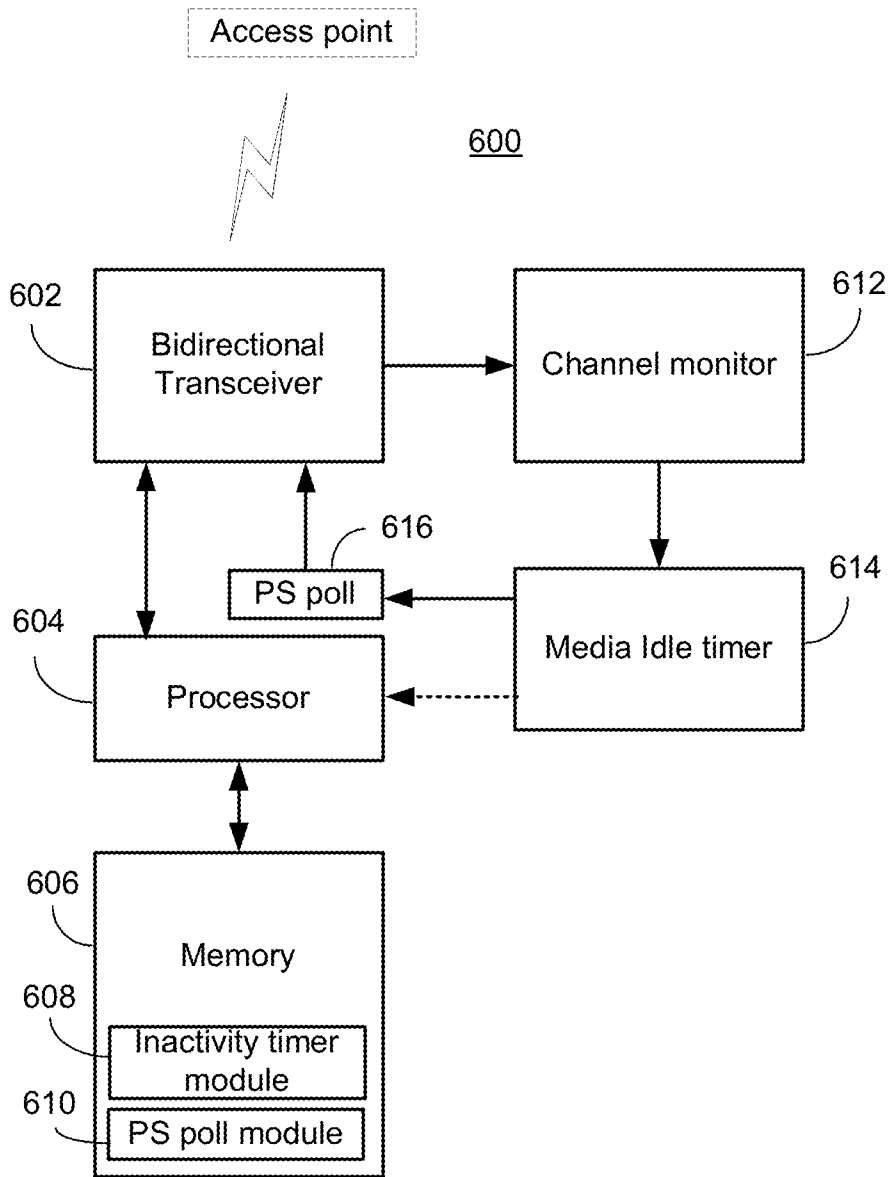 Access point
600
602
Bidirectional
Transceiver
Channel monitor
612
616
PS poll
614
Media Idle timer
604
Processor
606
Memory
608
Inactivity timer
module
610
PS poll module